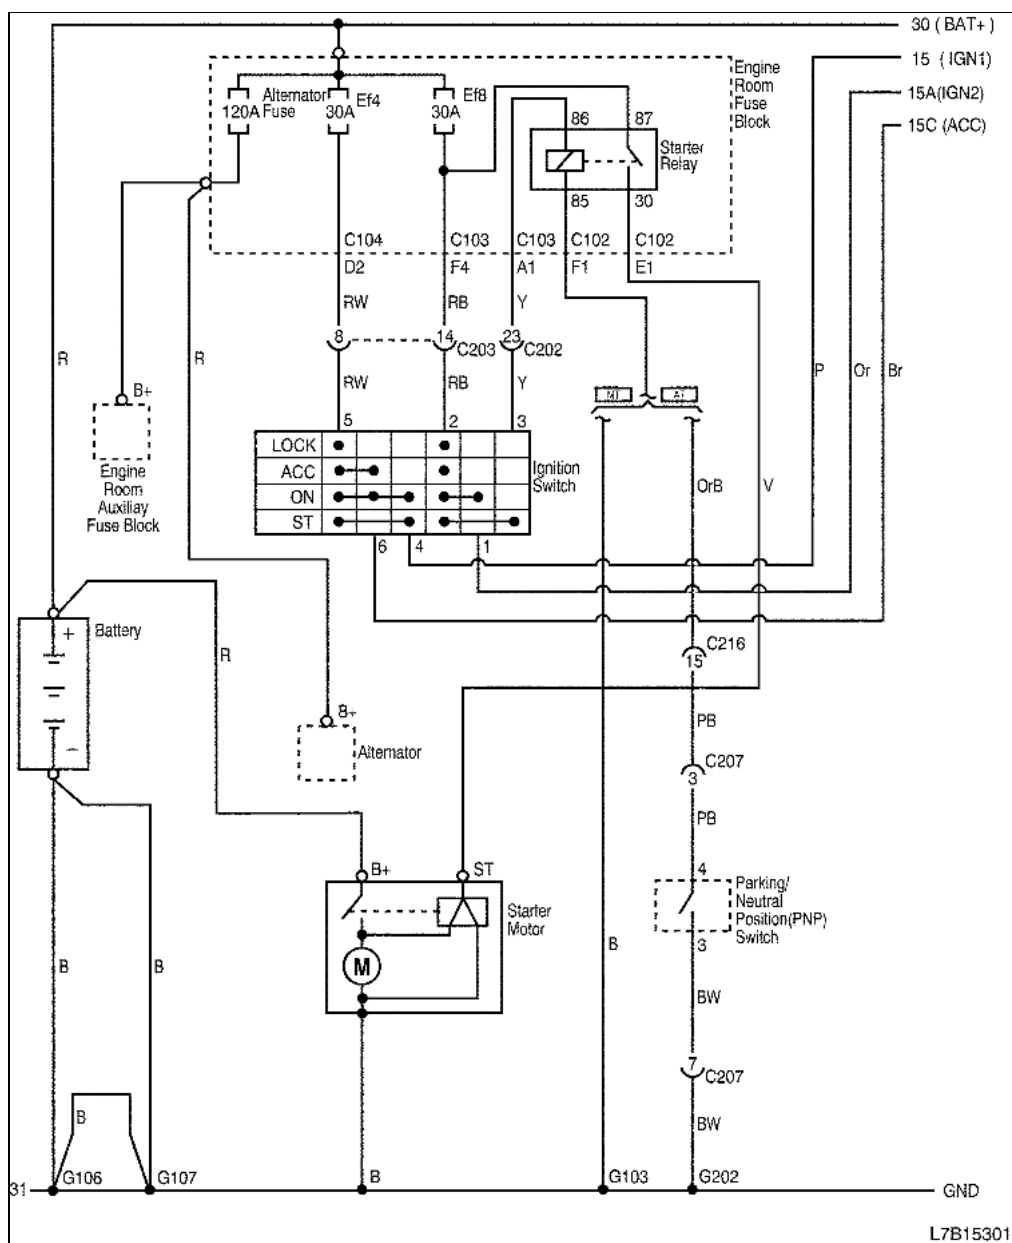 30 ( BAT+ )
15 ( IGN1)
15A(IGN2)
15C (ACC)
Engine
Room
Fuse
Block
Alternator
Fuse
120A
Ef4
30A
Ef8
30A
86
87
Starter
Relay
85
30
C104
C103
C103
C102
C102
D2
F4
A1
F1
E1
RW
RB
Y
8
14
C203
23
C202
R
R
RW
RB
Y
P
Or
Br
B+
MT
AT
5
2
3
LOCK
ACC
ON
ST
Ignition
Switch
Engine
Room
Auxiliay
Fuse Block
OrB
V
6
4
1
+
Battery
–
R
C216
15
B+
Alternator
PB
C207
3
PB
B+
ST
Starter
Motor
M
4
Parking/
Neutral
Position(PNP)
Switch
3
B
B
B
BW
7
C207
B
BW
31
G106
G107
B
G103
G202
GND
L7B15301